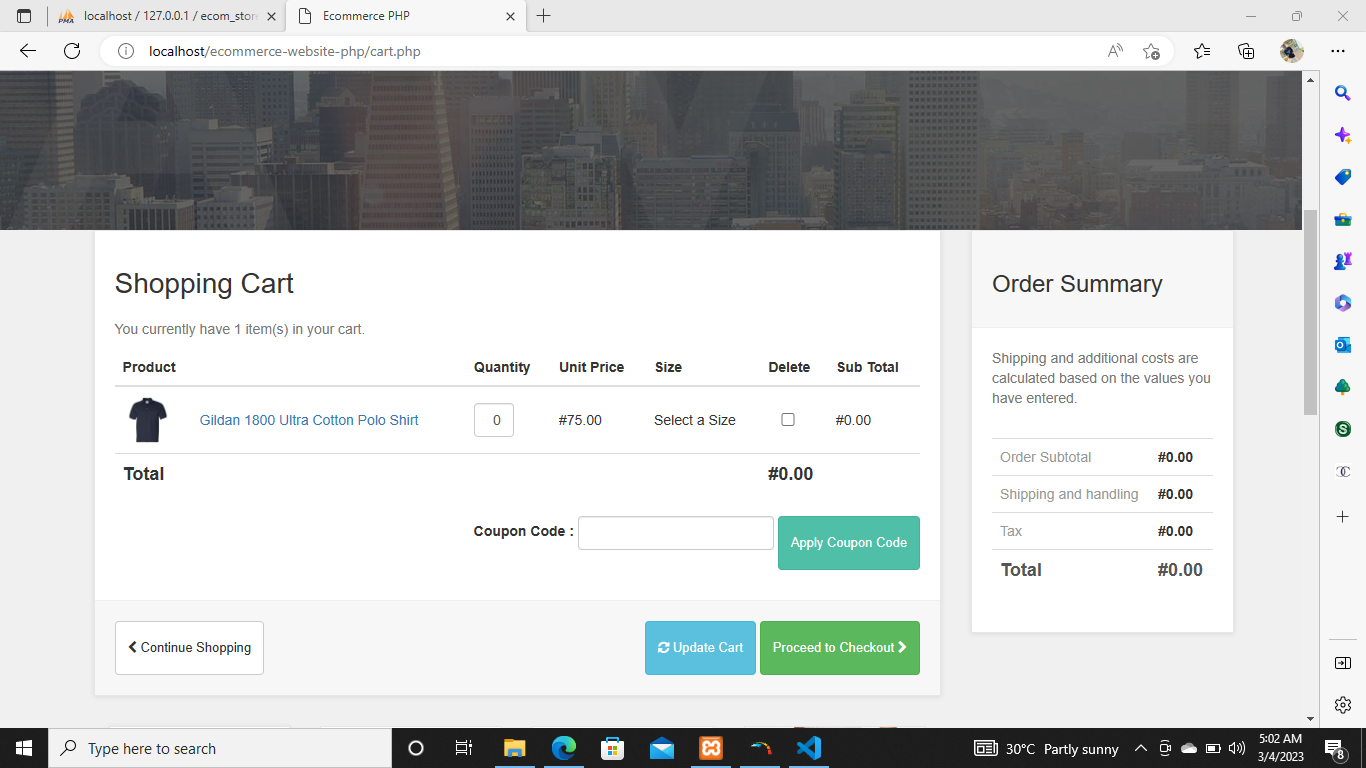 localhost / 127.0.0.1 / ecom_stor
Ecommerce PHP
localhost/ecommerce-website-php/cart.php
Shopping Cart
You currently have 1 item(s) in your cart.
Product Quantity Unit Price Size Delete Sub Total
Gildan 1800 Ultra Cotton Polo Shirt 0 #75.00 Select a Size #0.00
Total #0.00
Coupon Code : Apply Coupon Code
Continue Shopping Update Cart Proceed to Checkout
Order Summary
Shipping and additional costs are
calculated based on the values you
have entered.
Order Subtotal #0.00
Shipping and handling #0.00
Tax #0.00
Total #0.00
Type here to search
30°C Partly sunny
5:02 AM
3/4/2023
8